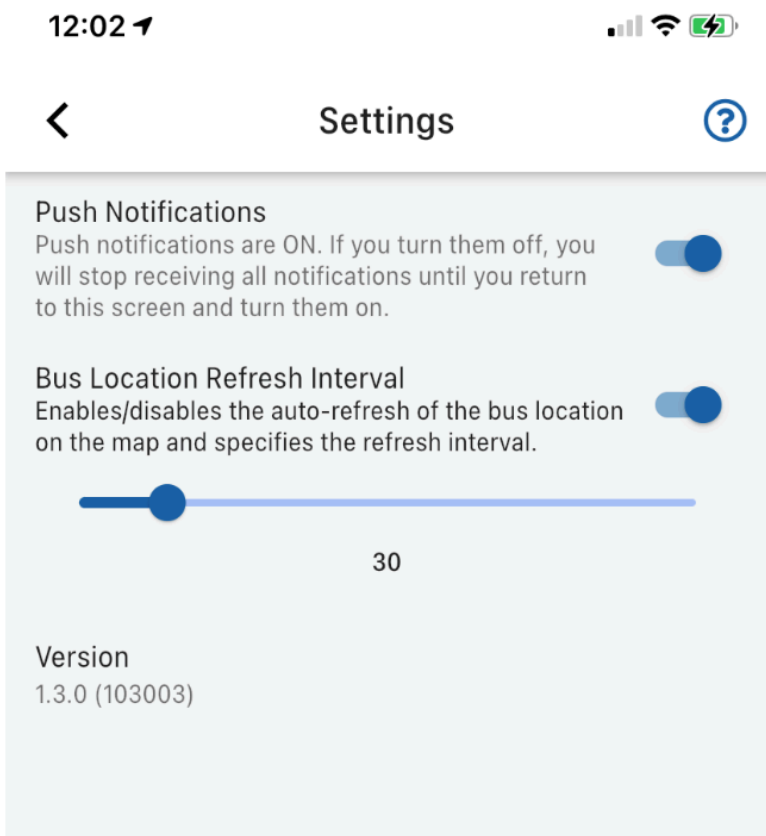 12:02
Settings
?
Push Notifications
Push notifications are ON. If you turn them off, you
will stop receiving all notifications until you return
to this screen and turn them on.
Bus Location Refresh Interval
Enables/disables the auto-refresh of the bus location
on the map and specifies the refresh interval.
30
Version
1.3.0 (103003)